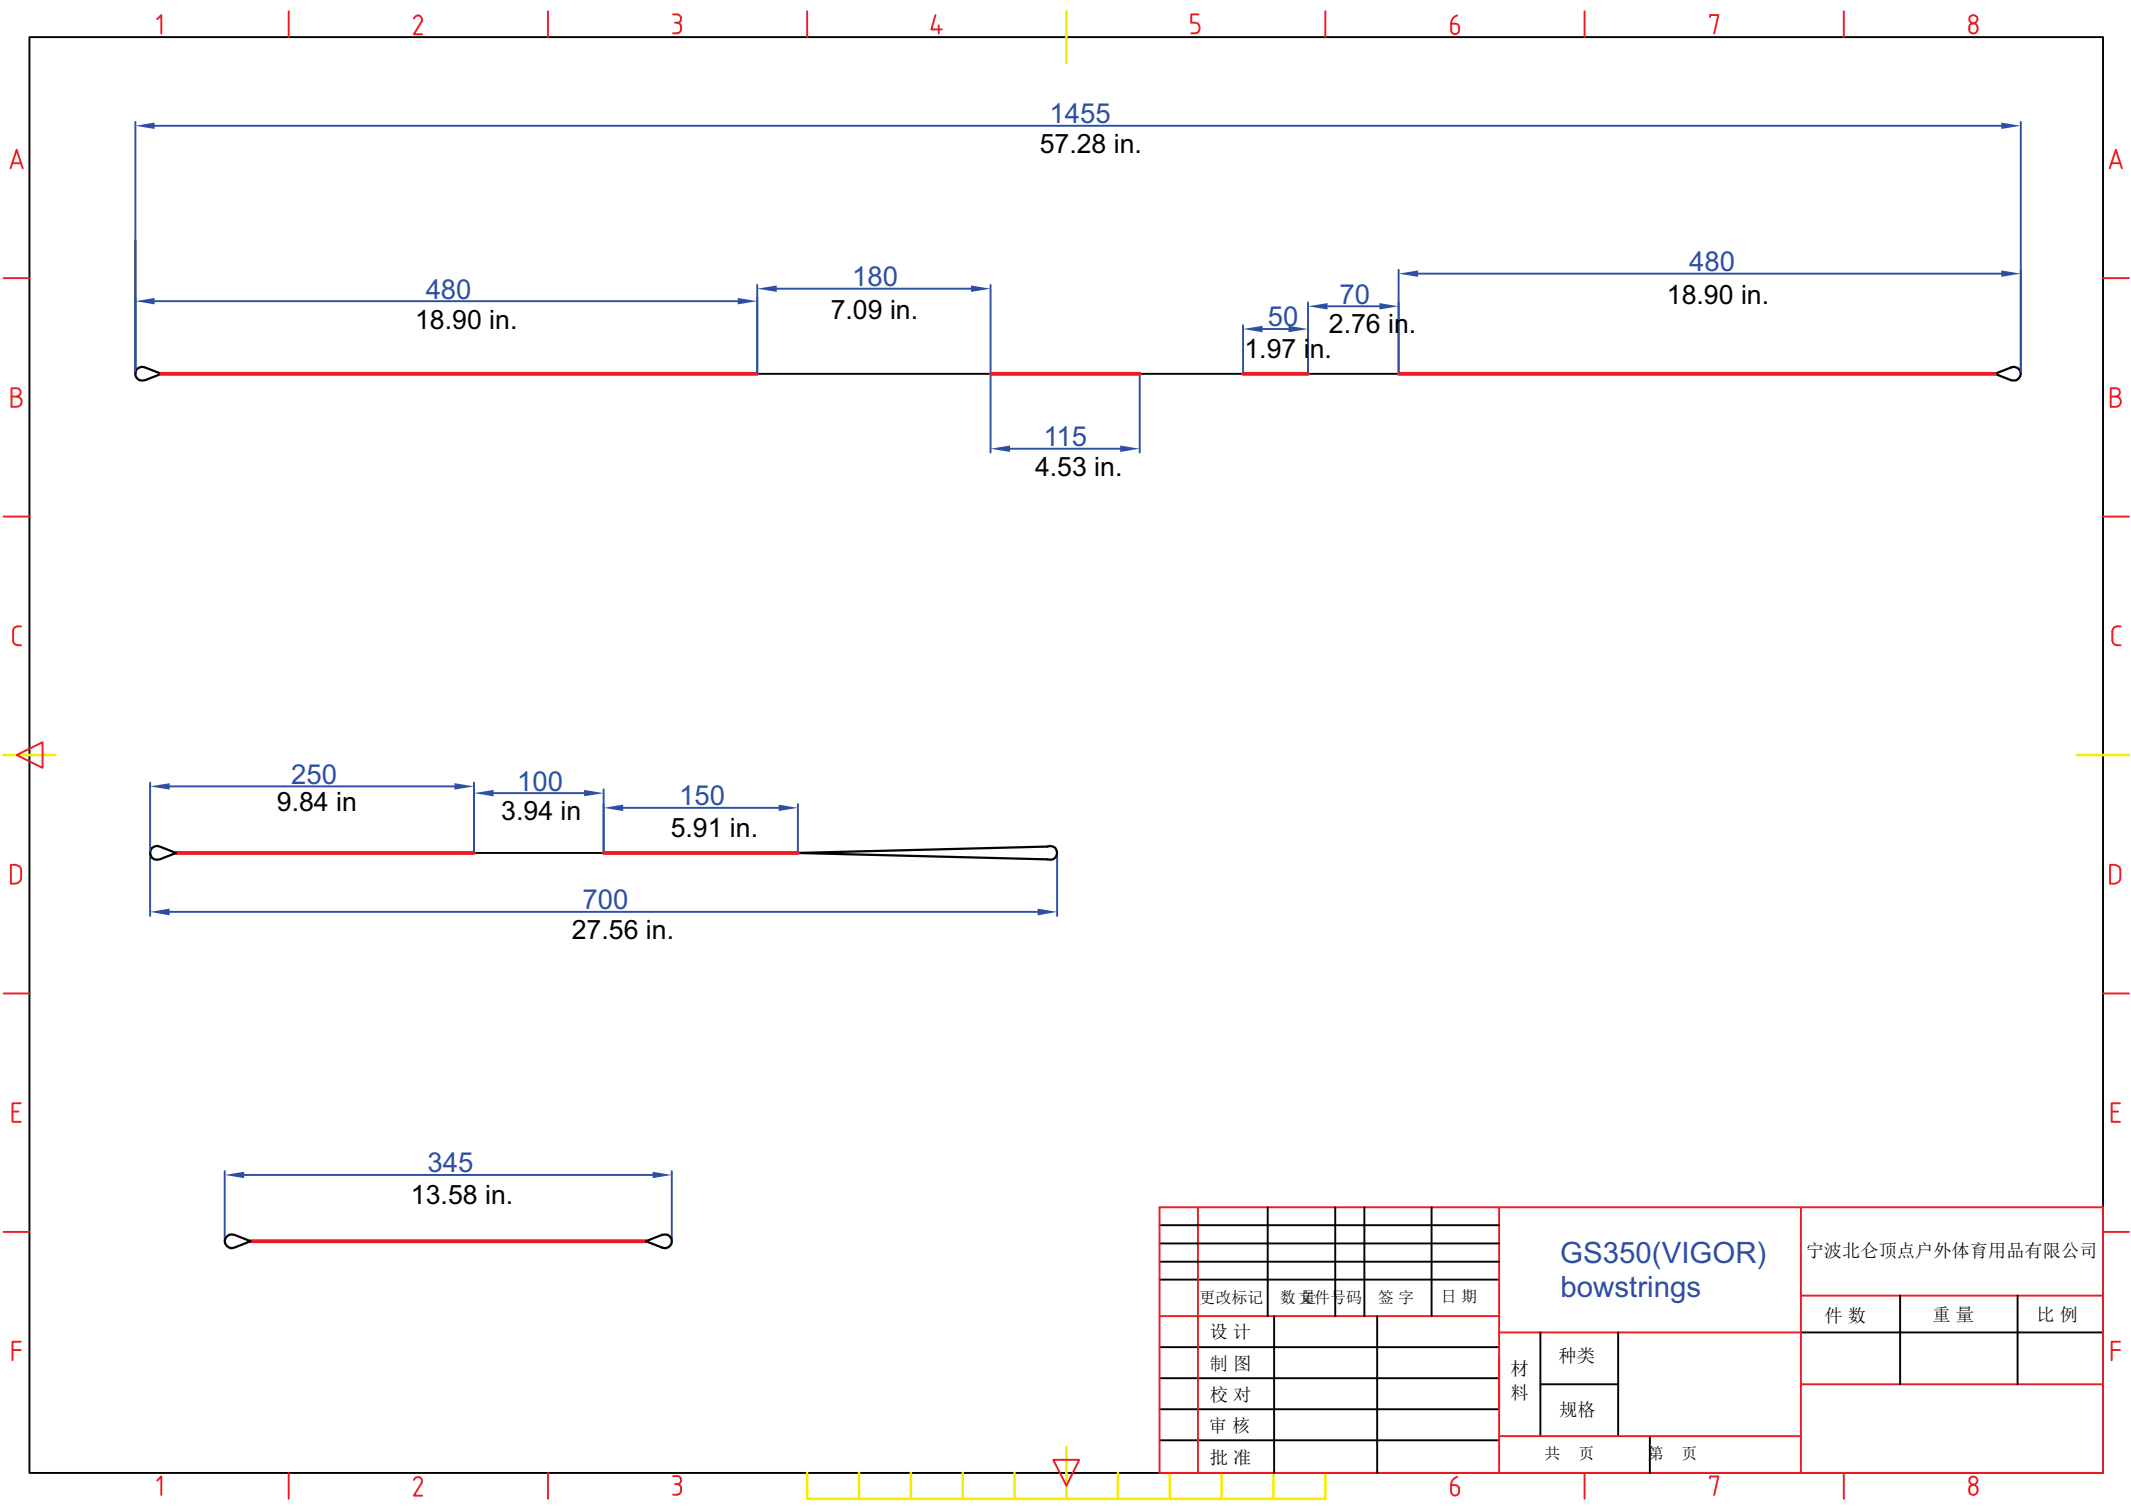 1 2 3 4 5 6 7 8
1455
57.28 in.
A A
480 180 480
18.90 in. 7.09 in. 50 70 18.90 in.
1.97 in. 2.76 in.
B B
115
4.53 in.
C C
250 100 150
9.84 in 3.94 in 5.91 in.
D D
700
27.56 in.
E E
345
13.58 in.
GS350(VIGOR)
bowstrings
宁波北仑顶点户外体育用品有限公司
更改标记 数量 文件号码 签字 日期
件数 重量 比例
设计
制图
校对
审核
批准
材料
种类
规格
共 页 第 页
F F
1 2 3 6 7 8